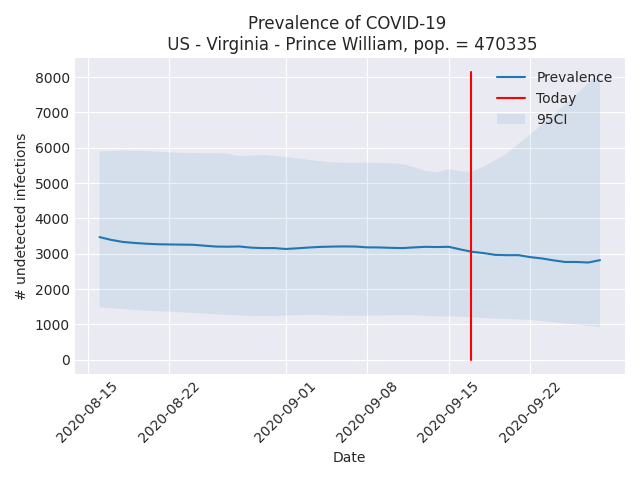 Prevalence of COVID-19
US - Virginia - Prince William, pop. = 470335
Prevalence
Today
95CI
8000
7000
6000
5000
4000
3000
2000
1000
0
# undetected infections
2020-08-15
2020-08-22
2020-09-01
2020-09-08
2020-09-15
2020-09-22
Date